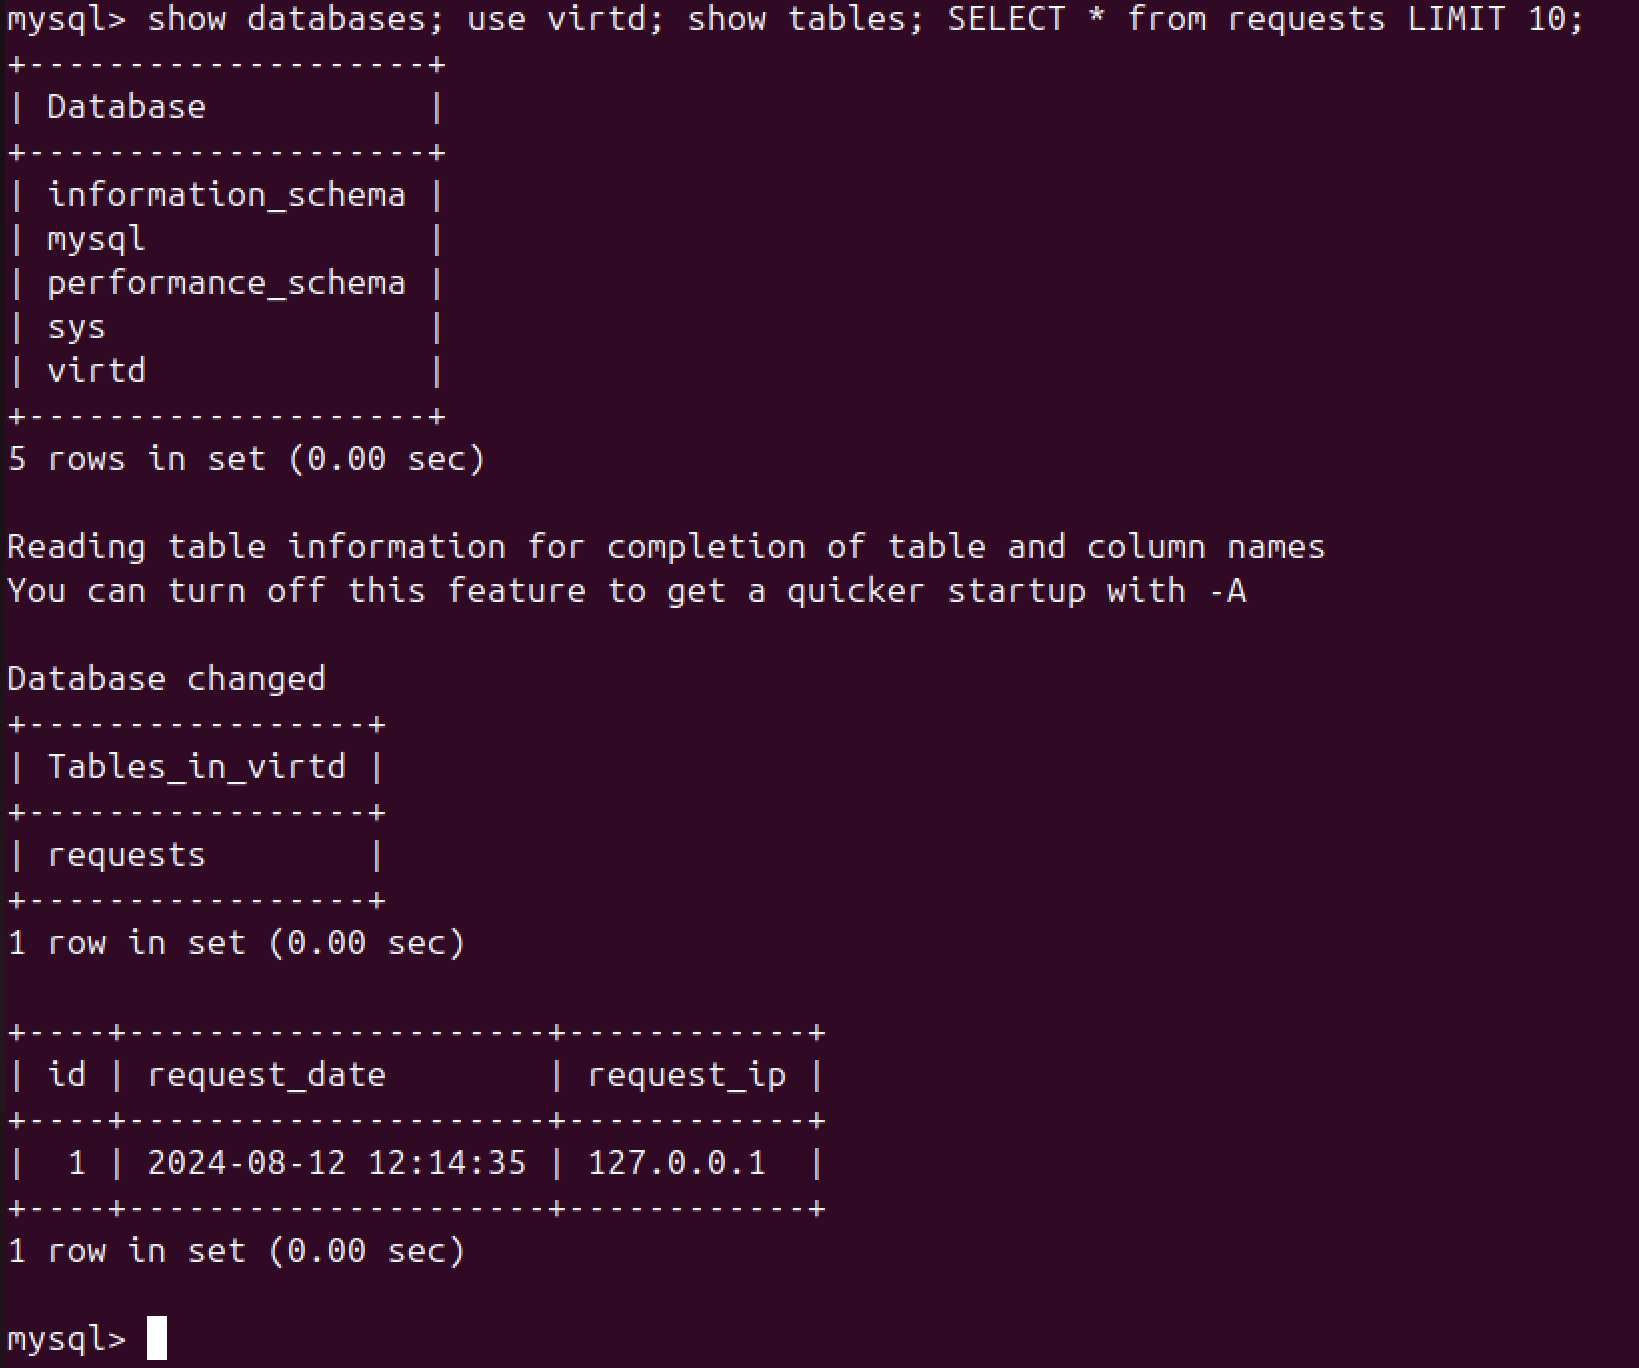 mysql> show databases; use virtd; show tables; SELECT * from requests LIMIT 10;
+--------------------+
| Database           |
+--------------------+
| information_schema |
| mysql              |
| performance_schema |
| sys                |
| virtd              |
+--------------------+
5 rows in set (0.00 sec)

Reading table information for completion of table and column names
You can turn off this feature to get a quicker startup with -A

Database changed
+-----------------+
| Tables_in_virtd |
+-----------------+
| requests        |
+-----------------+
1 row in set (0.00 sec)

+----+---------------------+------------+
| id | request_date        | request_ip |
+----+---------------------+------------+
|  1 | 2024-08-12 12:14:35 | 127.0.0.1  |
+----+---------------------+------------+
1 row in set (0.00 sec)

mysql>